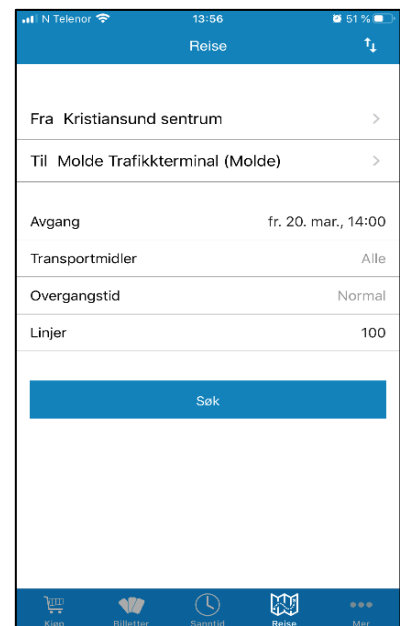 N Telenor 13:56 51 %
Reise
Fra Kristiansund sentrum
Til Molde Trafikkterminal (Molde)
Avgang fr. 20. mar., 14:00
Transportmidler Alle
Overgangstid Normal
Linjer 100
Søk
Kjøp Billetter Sanntid Reise Mer